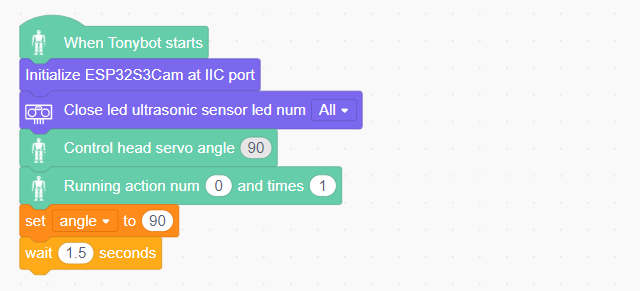 When Tonybot starts
Initialize ESP32S3Cam at IIC port
Close led ultrasonic sensor led num All
Control head servo angle 90
Running action num 0 and times 1
set angle to 90
wait 1.5 seconds